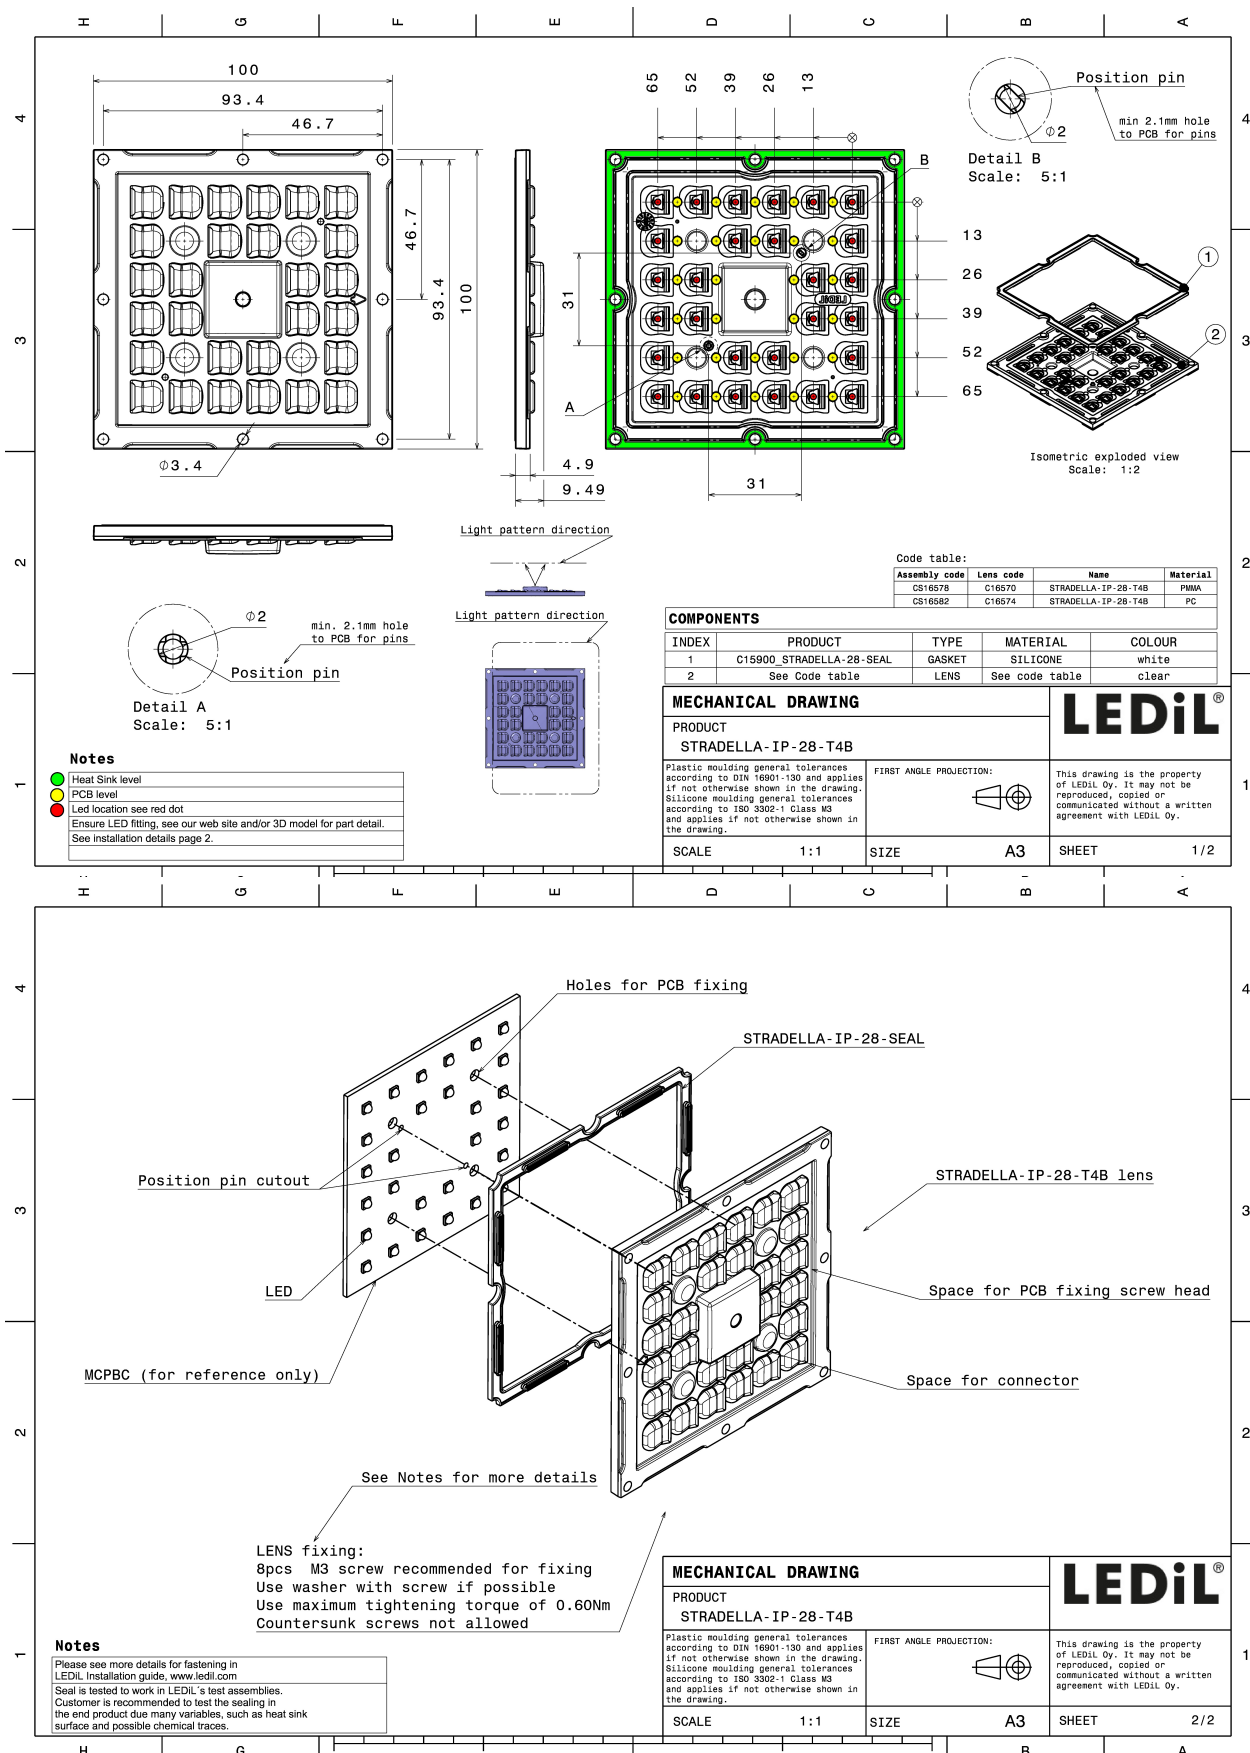 H G F E D C B A
100
93.4
46.7
65 52 39 26 13
Position pin
min 2.1mm hole
to PCB for pins
Ø2
Detail B
Scale: 5:1
4
4
B
46.7
93.4
100
31
13
26
39
52
65
LEDiL
1
2
3
3
A
Ø3.4
4.9
9.49
31
Isometric exploded view
Scale: 1:2
Light pattern direction
2
2
Light pattern direction
Ø2
min. 2.1mm hole
to PCB for pins
Position pin
Detail A
Scale: 5:1
Code table:
Assembly code Lens code Name Material
CS16578 C16570 STRADELLA-IP-28-T4B PMMA
CS16582 C16574 STRADELLA-IP-28-T4B PC
COMPONENTS
INDEX PRODUCT TYPE MATERIAL COLOUR
1 C15900_STRADELLA-28-SEAL GASKET SILICONE white
2 See Code table LENS See code table clear
Notes
Heat Sink level
PCB level
Led location see red dot
Ensure LED fitting, see our web site and/or 3D model for part detail.
See installation details page 2.
1
1
MECHANICAL DRAWING
PRODUCT
STRADELLA-IP-28-T4B
LEDiL®
Plastic moulding general tolerances
according to DIN 16901-130 and applies
if not otherwise shown in the drawing.
Silicone moulding general tolerances
according to ISO 3302-1 Class M3
and applies if not otherwise shown in
the drawing.
FIRST ANGLE PROJECTION:
This drawing is the property
of LEDiL Oy. It may not be
reproduced, copied or
communicated without a written
agreement with LEDiL Oy.
SCALE 1:1 SIZE A3 SHEET 1/2
H G F E D C B A
4
4
Holes for PCB fixing
STRADELLA-IP-28-SEAL
Position pin cutout
STRADELLA-IP-28-T4B lens
3
3
LED
Space for PCB fixing screw head
MCPBC (for reference only)
Space for connector
2
2
See Notes for more details
LENS fixing:
8pcs M3 screw recommended for fixing
Use washer with screw if possible
Use maximum tightening torque of 0.60Nm
Countersunk screws not allowed
1
1
Notes
Please see more details for fastening in
LEDiL Installation guide, www.ledil.com
Seal is tested to work in LEDiL´s test assemblies.
Customer is recommended to test the sealing in
the end product due many variables, such as heat sink
surface and possible chemical traces.
MECHANICAL DRAWING
PRODUCT
STRADELLA-IP-28-T4B
LEDiL®
Plastic moulding general tolerances
according to DIN 16901-130 and applies
if not otherwise shown in the drawing.
Silicone moulding general tolerances
according to ISO 3302-1 Class M3
and applies if not otherwise shown in
the drawing.
FIRST ANGLE PROJECTION:
This drawing is the property
of LEDiL Oy. It may not be
reproduced, copied or
communicated without a written
agreement with LEDiL Oy.
SCALE 1:1 SIZE A3 SHEET 2/2
H G B A